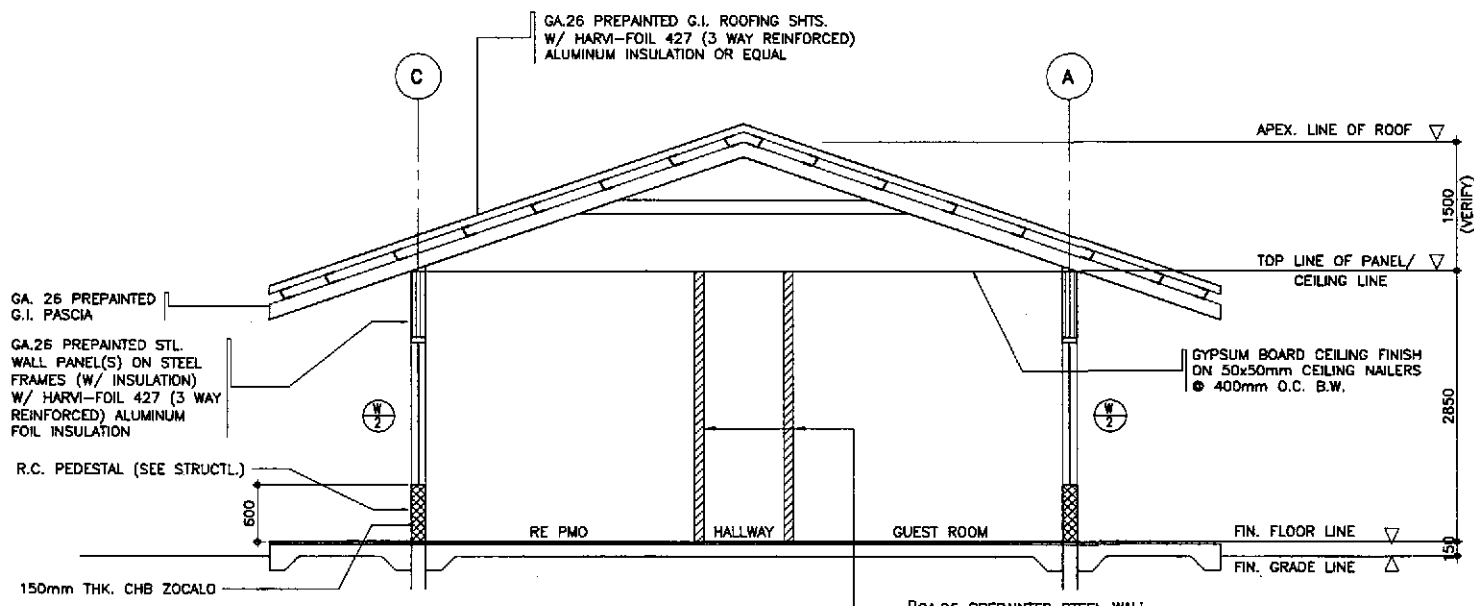 GA.26 PREPAINTED G.I. ROOFING SHTS.
W/ HARVI-FOIL 427 (3 WAY REINFORCED)
ALUMINUM INSULATION OR EQUAL
C
A
APEX. LINE OF ROOF
1500
(VERIFY)
TOP LINE OF PANEL/
CEILING LINE
GA. 26 PREPAINTED
G.I. PASCIA
GA.26 PREPAINTED STL.
WALL PANEL(S) ON STEEL
FRAMES (W/ INSULATION)
W/ HARVI-FOIL 427 (3 WAY
REINFORCED) ALUMINUM
FOIL INSULATION
GYPSUM BOARD CEILING FINISH
ON 50x50mm CEILING NAILERS
@ 400mm O.C. B.W.
2850
W
2
W
2
R.C. PEDESTAL (SEE STRUCTL.)
600
RE PMO
HALLWAY
GUEST ROOM
FIN. FLOOR LINE
150
FIN. GRADE LINE
150mm THK. CHB ZOCALO